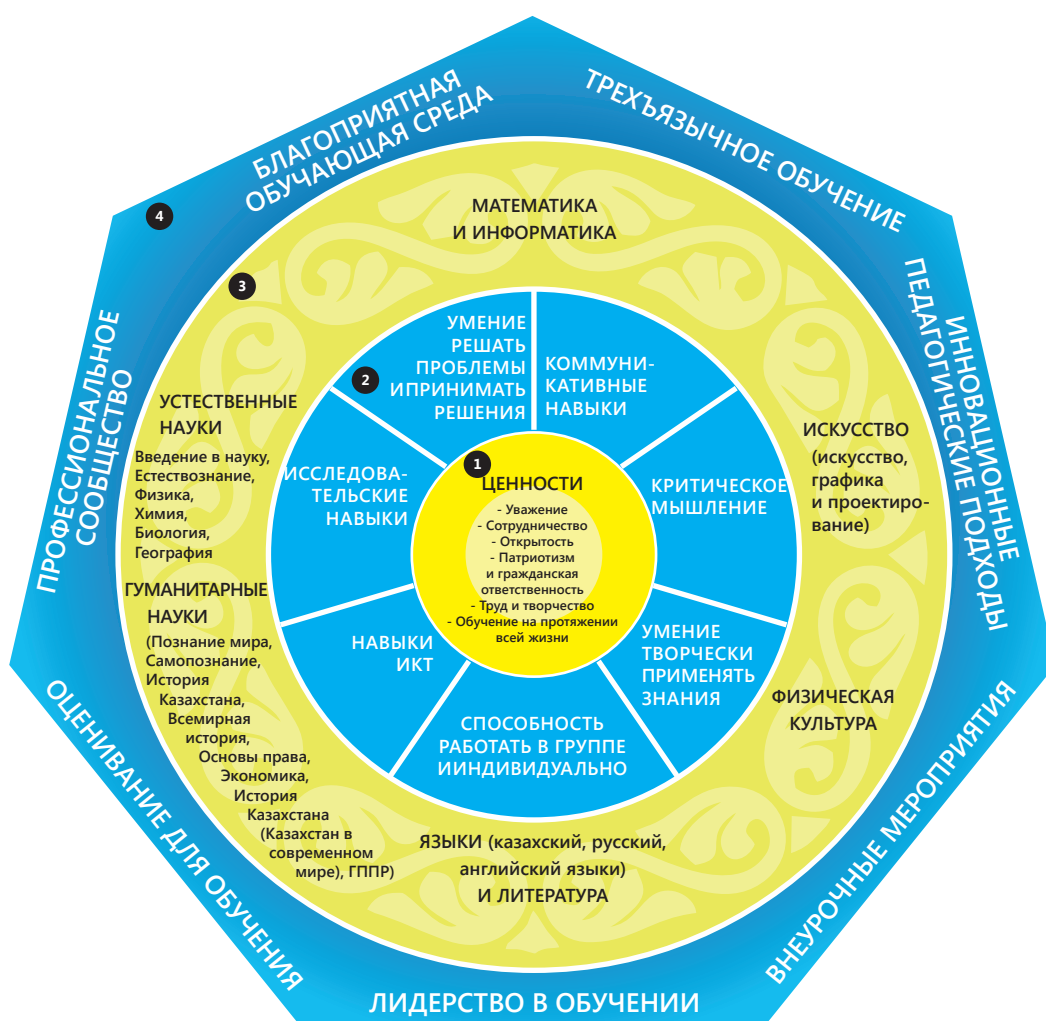 БЛАГОПРИЯТНАЯ
ОБУЧАЮЩАЯ СРЕДА
ТРЕХЪЯЗЫЧНОЕ ОБУЧЕНИЕ
ИННОВАЦИОННЫЕ
ПЕДАГОГИЧЕСКИЕ ПОДХОДЫ
ВНЕУРОЧНЫЕ МЕРОПРИЯТИЯ
ЛИДЕРСТВО В ОБУЧЕНИИ
ОЦЕНИВАНИЕ ДЛЯ ОБУЧЕНИЯ
ПРОФЕССИОНАЛЬНОЕ
СООБЩЕСТВО
4
3
МАТЕМАТИКА
И ИНФОРМАТИКА
ИСКУССТВО
(искусство,
графика
и проектиро-
вание)
ФИЗИЧЕСКАЯ
КУЛЬТУРА
ЯЗЫКИ (казахский, русский,
английский языки)
И ЛИТЕРАТУРА
УСТЕСТВЕННЫЕ
НАУКИ
Введение в науку,
Естествознание,
Физика,
Химия,
Биология,
География
ГУМАНИТАРНЫЕ
НАУКИ
(Познание мира,
Самопознание,
История
Казахстана,
Всемирная
история,
Основы права,
Экономика,
История
Казахстана
(Казахстан в
современном
мире), ГППР)
2
УМЕНИЕ
РЕШАТЬ
ПРОБЛЕМЫ
ИПРИНИМАТЬ
РЕШЕНИЯ
КОММУНИ-
КАТИВНЫЕ
НАВЫКИ
КРИТИЧЕСКОЕ
МЫШЛЕНИЕ
УМЕНИЕ
ТВОРЧЕСКИ
ПРИМЕНЯТЬ
ЗНАНИЯ
СПОСОБНОСТЬ
РАБОТАТЬ В ГРУППЕ
ИИНДИВИДУАЛЬНО
НАВЫКИ
ИКТ
ИССЛЕДОВА-
ТЕЛЬСКИЕ
НАВЫКИ
1
ЦЕННОСТИ
- Уважение
- Сотрудничество
- Открытость
- Патриотизм
и гражданская
ответственность
- Труд и творчество
- Обучение на протяжении
всей жизни